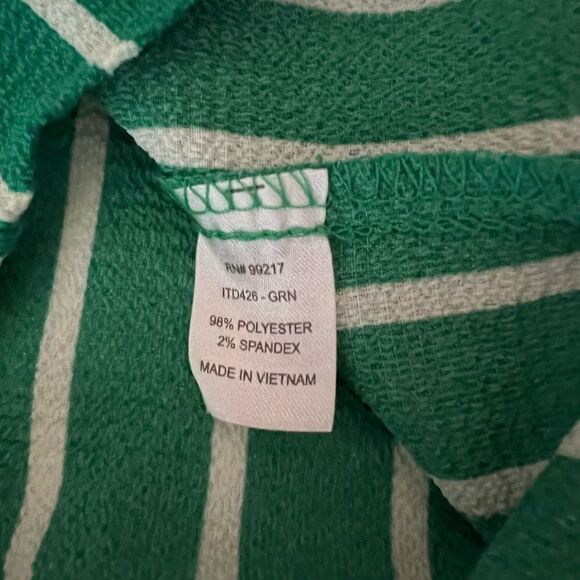 RN# 99217
ITD426 - GRN
98% POLYESTER
2% SPANDEX
MADE IN VIETNAM